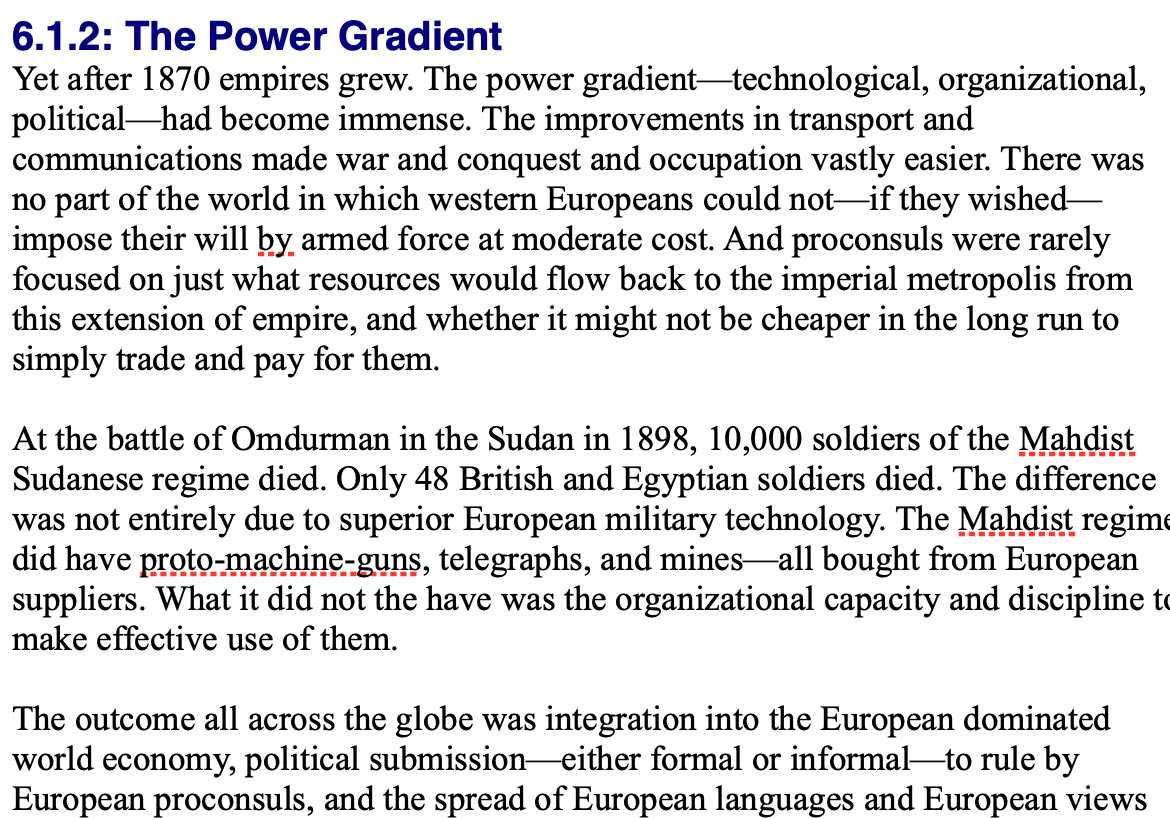 6.1.2: The Power Gradient
Yet after 1870 empires grew. The power gradient—technological, organizational,
political—had become immense. The improvements in transport and
communications made war and conquest and occupation vastly easier. There was
no part of the world in which western Europeans could not—if they wished—
impose their will by armed force at moderate cost. And proconsuls were rarely
focused on just what resources would flow back to the imperial metropolis from
this extension of empire, and whether it might not be cheaper in the long run to
simply trade and pay for them.
At the battle of Omdurman in the Sudan in 1898, 10,000 soldiers of the Mahdist
Sudanese regime died. Only 48 British and Egyptian soldiers died. The difference
was not entirely due to superior European military technology. The Mahdist regime
did have proto-machine-guns, telegraphs, and mines—all bought from European
suppliers. What it did not the have was the organizational capacity and discipline to
make effective use of them.
The outcome all across the globe was integration into the European dominated
world economy, political submission—either formal or informal—to rule by
European proconsuls, and the spread of European languages and European views